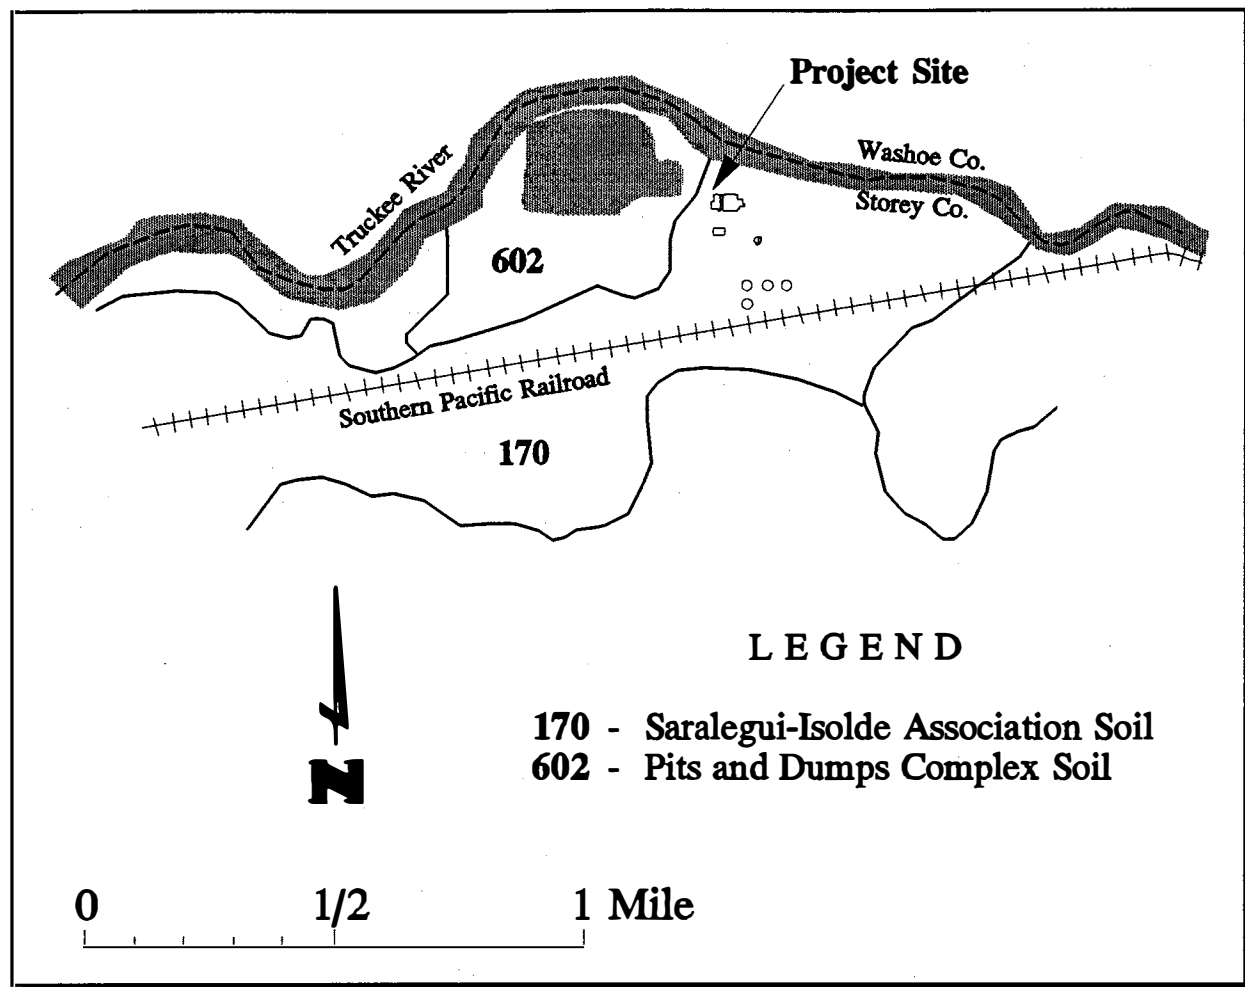 Project Site
Truckee River
Washoe Co.
Storey Co.
602
Southern Pacific Railroad
170
LEGEND
170 - Saralegui-Isolde Association Soil
602 - Pits and Dumps Complex Soil
N
0 1/2 1 Mile